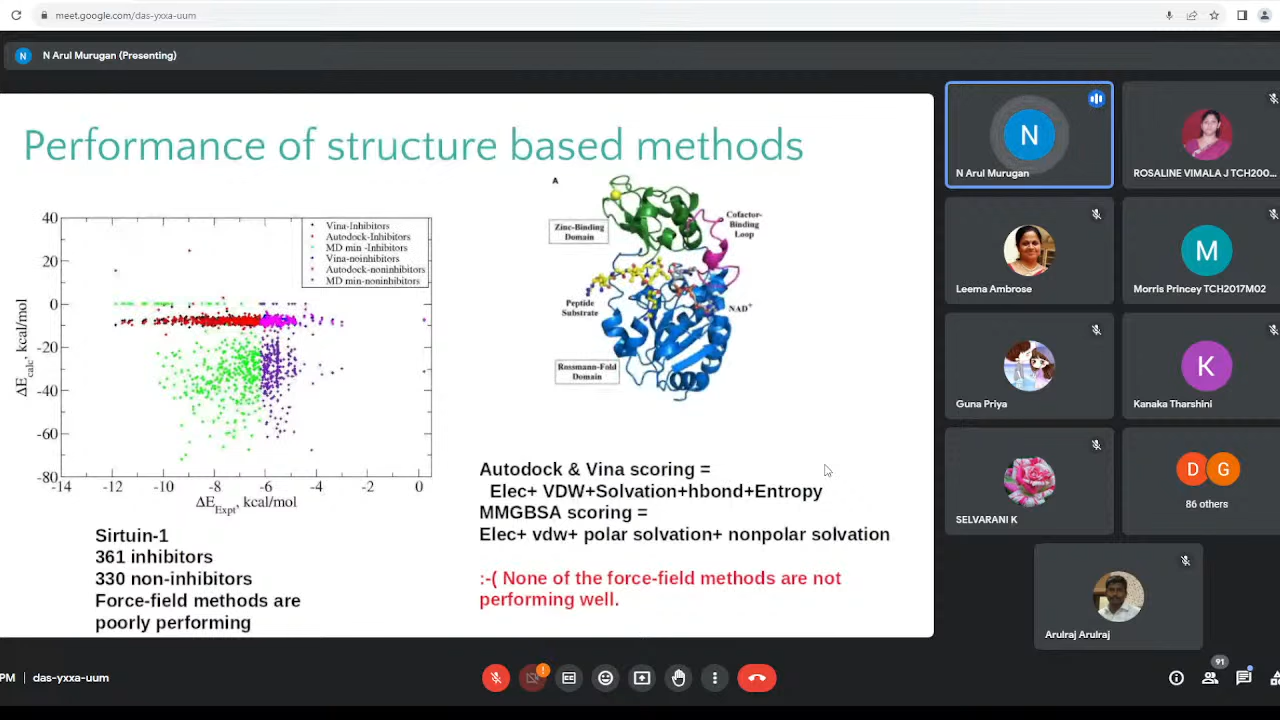 meet.google.com/das-yxxa-uum
N
N Arul Murugan (Presenting)
Performance of structure based methods
40
20
0
-20
-40
-60
-80
-14
-12
-10
-8
-6
-4
-2
0
ΔE_calc, kcal/mol
ΔE_Expt, kcal/mol
Vina-Inhibitors
Autodock-Inhibitors
MD min -Inhibitors
Vina-noinhibitors
Autodock-noninhibitors
MD min-noninhibitors
A
Zinc-Binding
Domain
Cofactor-
Binding
Loop
Peptide
Substrate
NAD+
Rossmann-Fold
Domain
Sirtuin-1
361 inhibitors
330 non-inhibitors
Force-field methods are
poorly performing
Autodock & Vina scoring =
Elec+ VDW+Solvation+hbond+Entropy
MMGBSA scoring =
Elec+ vdw+ polar solvation+ nonpolar solvation
:-( None of the force-field methods are not
performing well.
N
N Arul Murugan
ROSALINE VIMALA J TCH200...
Leema Ambrose
M
Morris Princey TCH2017M02
Guna Priya
K
Kanaka Tharshini
SELVARANI K
D G
86 others
Arulraj Arulraj
PM | das-yxxa-uum
91